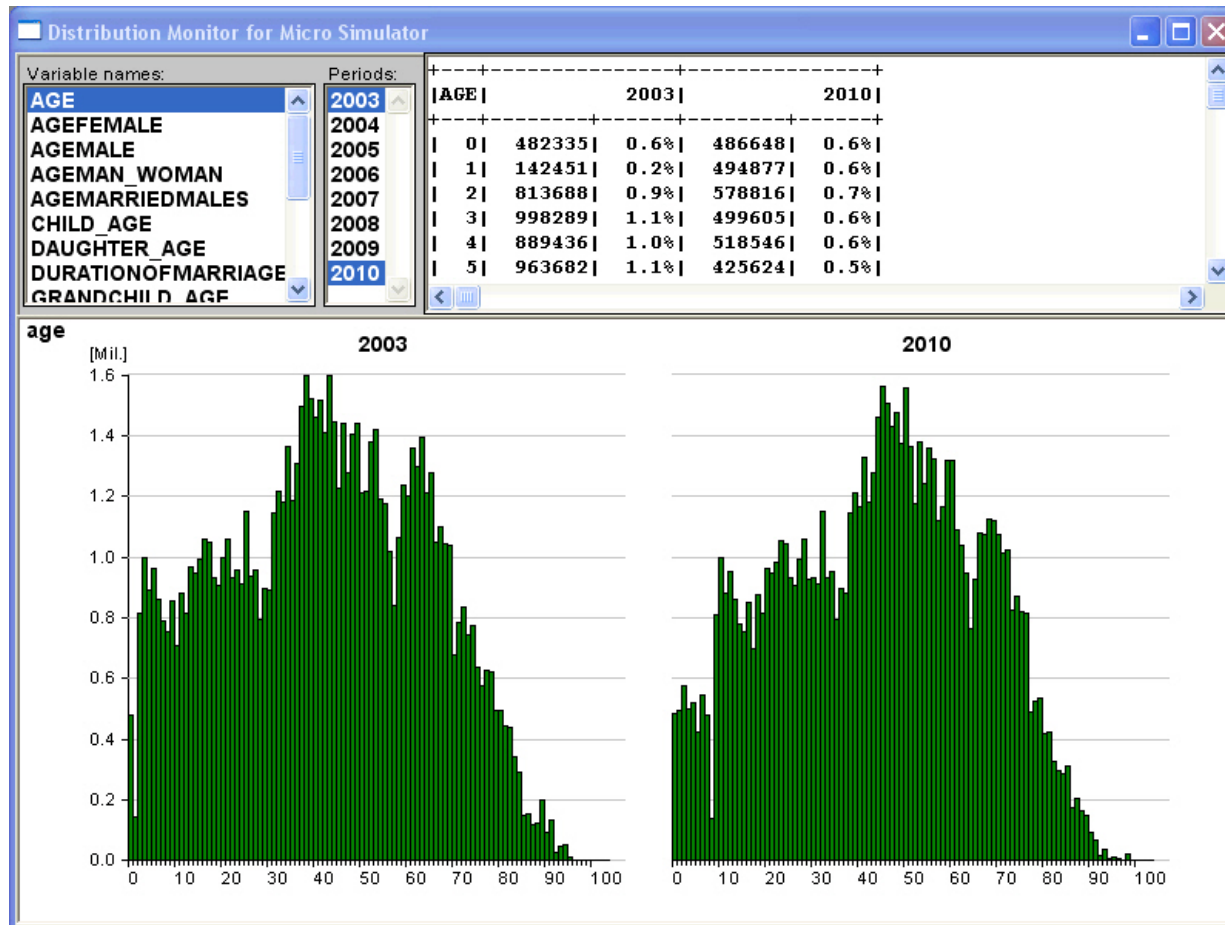 Distribution Monitor for Micro Simulator
Variable names:
AGE
AGEFEMALE
AGEMALE
AGEMAN_WOMAN
AGEMARRIEDMALES
CHILD_AGE
DAUGHTER_AGE
DURATIONOFMARRIAGE
GRANDCHILD_AGE
Periods:
2003
2004
2005
2006
2007
2008
2009
2010
+----+----------------+----------------+
|AGE| 2003| 2010|
+----+---------+-------+---------+-------+
| 0| 482335| 0.6%| 486648| 0.6%|
| 1| 142451| 0.2%| 494877| 0.6%|
| 2| 813688| 0.9%| 578816| 0.7%|
| 3| 998289| 1.1%| 499605| 0.6%|
| 4| 889436| 1.0%| 518546| 0.6%|
| 5| 963682| 1.1%| 425624| 0.5%|
age
[Mil.]
2003
2010
1.6
1.4
1.2
1.0
0.8
0.6
0.4
0.2
0.0
0 10 20 30 40 50 60 70 80 90 100
0 10 20 30 40 50 60 70 80 90 100